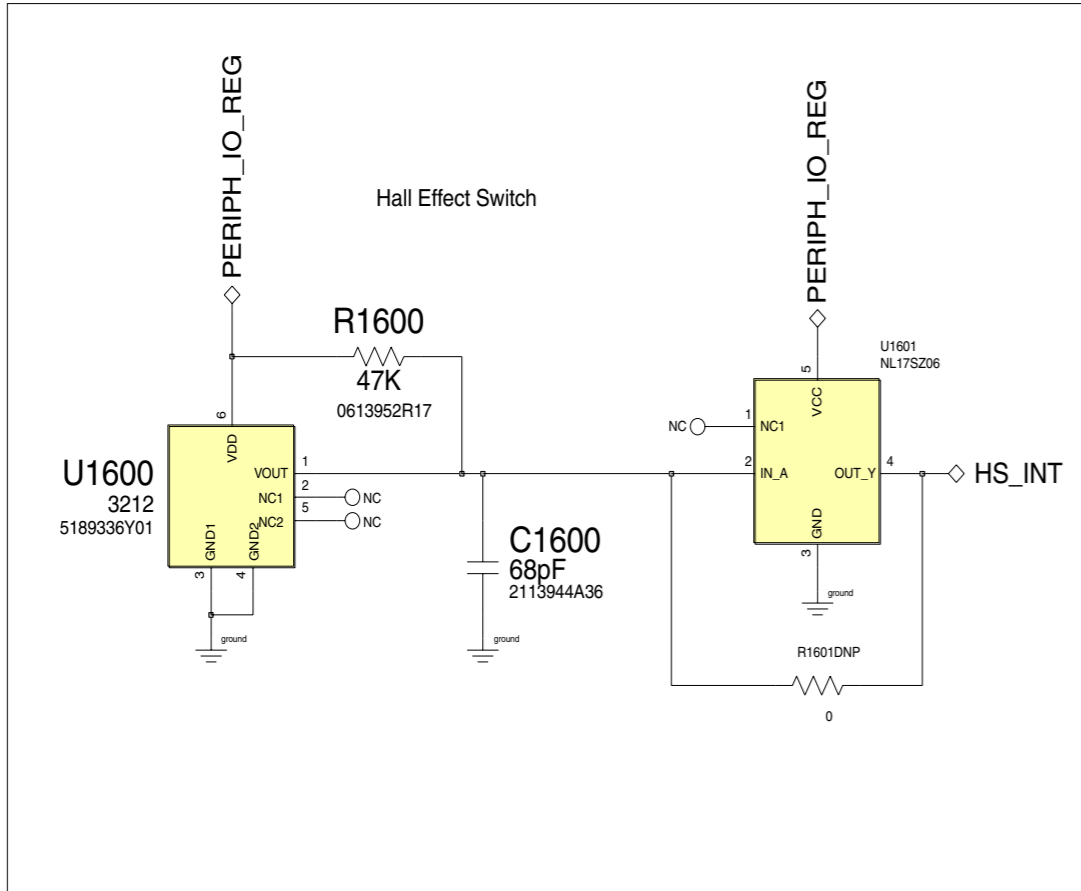 PERIPH_IO_REG
PERIPH_IO_REG
Hall Effect Switch
R1600
47K
0613952R17
U1601
NL17SZ06
6
VDD
U1600
3212
5189336Y01
VOUT
1
NC1
2
NC
NC2
5
NC
GND1
GND2
3
4
ground
C1600
68pF
2113944A36
ground
5
VCC
NC
1
NC1
2
IN_A
OUT_Y
4
HS_INT
GND
3
ground
R1601DNP
0